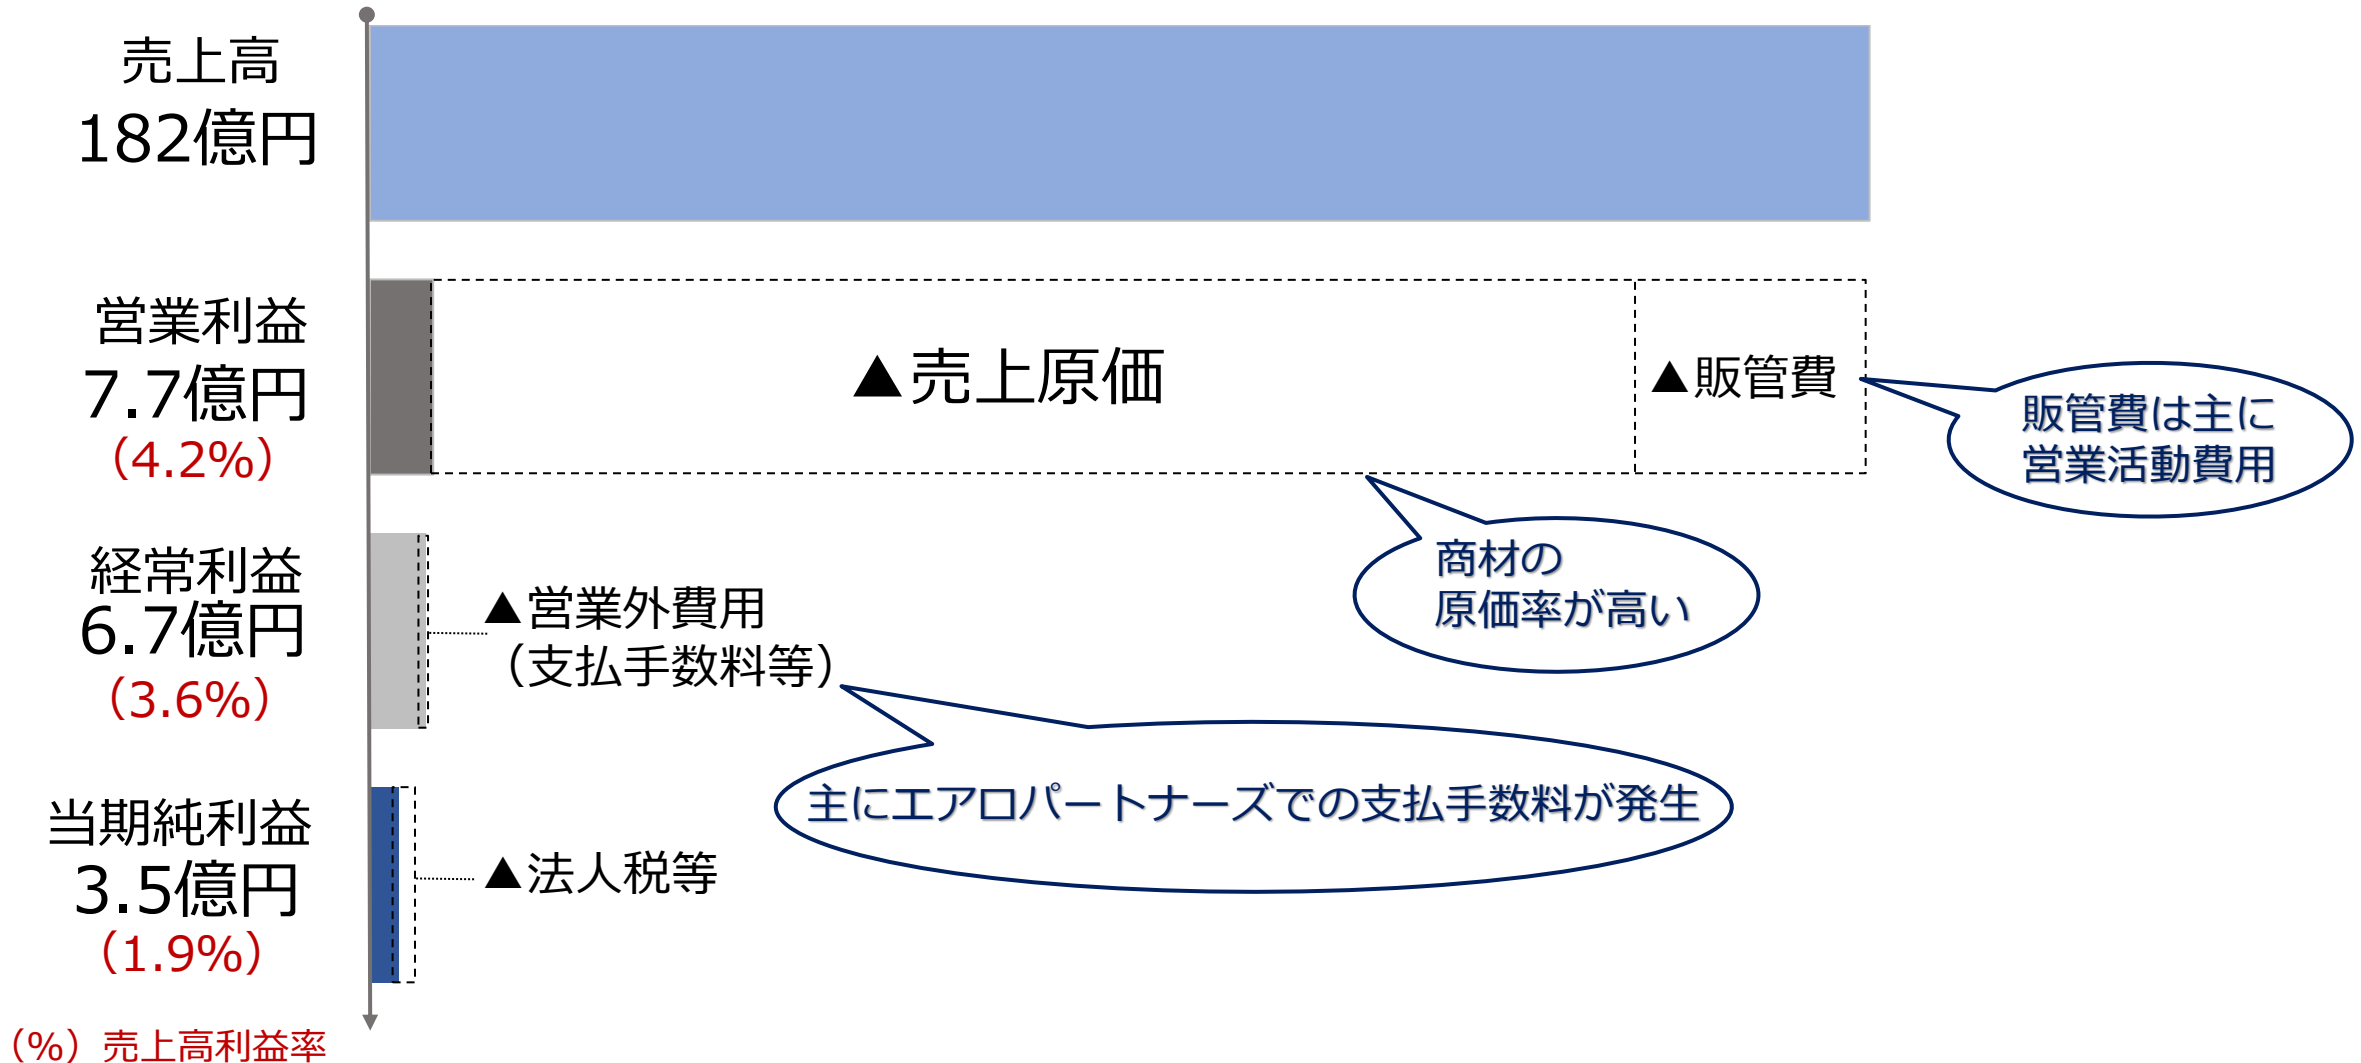 売上高
182億円
営業利益
7.7億円
（4.2%）
▲売上原価
▲販管費
販管費は主に
営業活動費用
商材の
原価率が高い
経常利益
6.7億円
（3.6%）
▲営業外費用
（支払手数料等）
主にエアロパートナーズでの支払手数料が発生
当期純利益
3.5億円
（1.9%）
▲法人税等
（%）売上高利益率